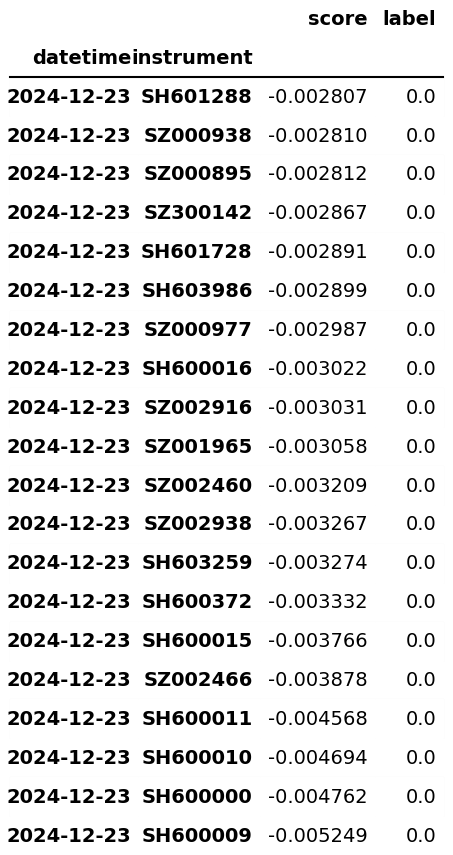 score label
datetime instrument
2024-12-23 SH601288 -0.002807 0.0
2024-12-23 SZ000938 -0.002810 0.0
2024-12-23 SZ000895 -0.002812 0.0
2024-12-23 SZ300142 -0.002867 0.0
2024-12-23 SH601728 -0.002891 0.0
2024-12-23 SH603986 -0.002899 0.0
2024-12-23 SZ000977 -0.002987 0.0
2024-12-23 SH600016 -0.003022 0.0
2024-12-23 SZ002916 -0.003031 0.0
2024-12-23 SZ001965 -0.003058 0.0
2024-12-23 SZ002460 -0.003209 0.0
2024-12-23 SZ002938 -0.003267 0.0
2024-12-23 SH603259 -0.003274 0.0
2024-12-23 SH600372 -0.003332 0.0
2024-12-23 SH600015 -0.003766 0.0
2024-12-23 SZ002466 -0.003878 0.0
2024-12-23 SH600011 -0.004568 0.0
2024-12-23 SH600010 -0.004694 0.0
2024-12-23 SH600000 -0.004762 0.0
2024-12-23 SH600009 -0.005249 0.0